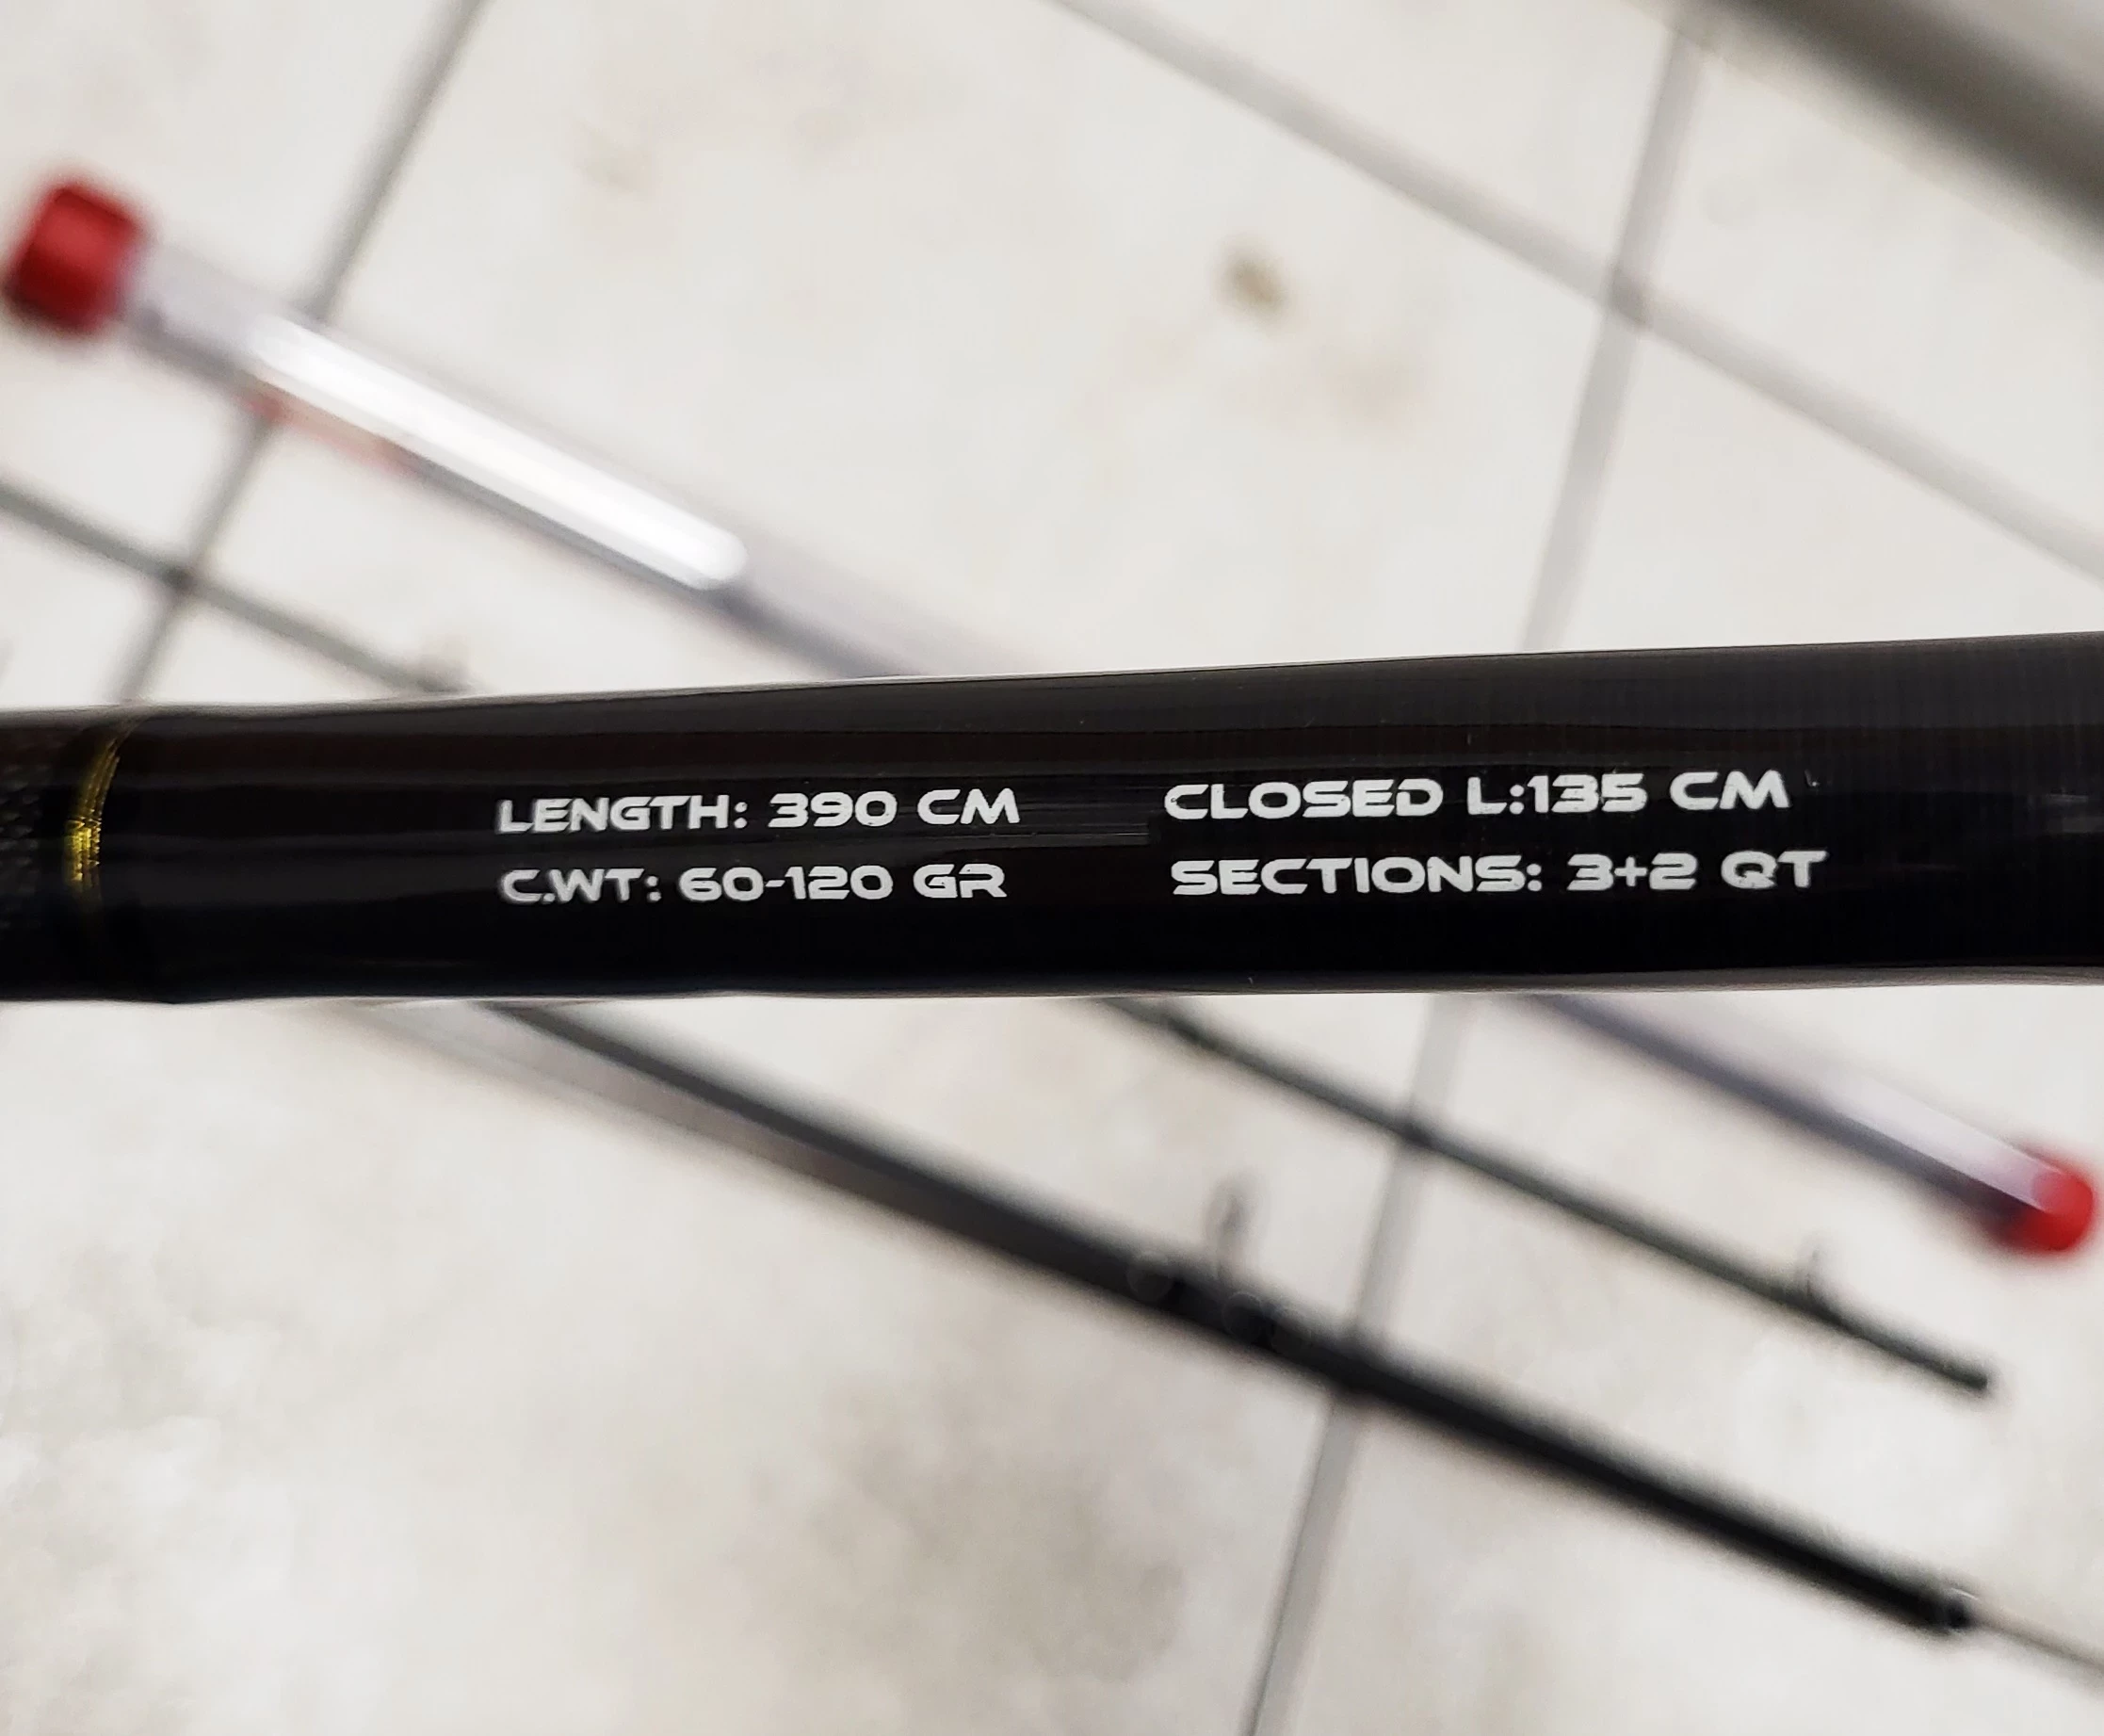 LENGTH: 390 CM
C.WT: 60-120 GR
CLOSED L:135 CM
SECTIONS: 3+2 QT